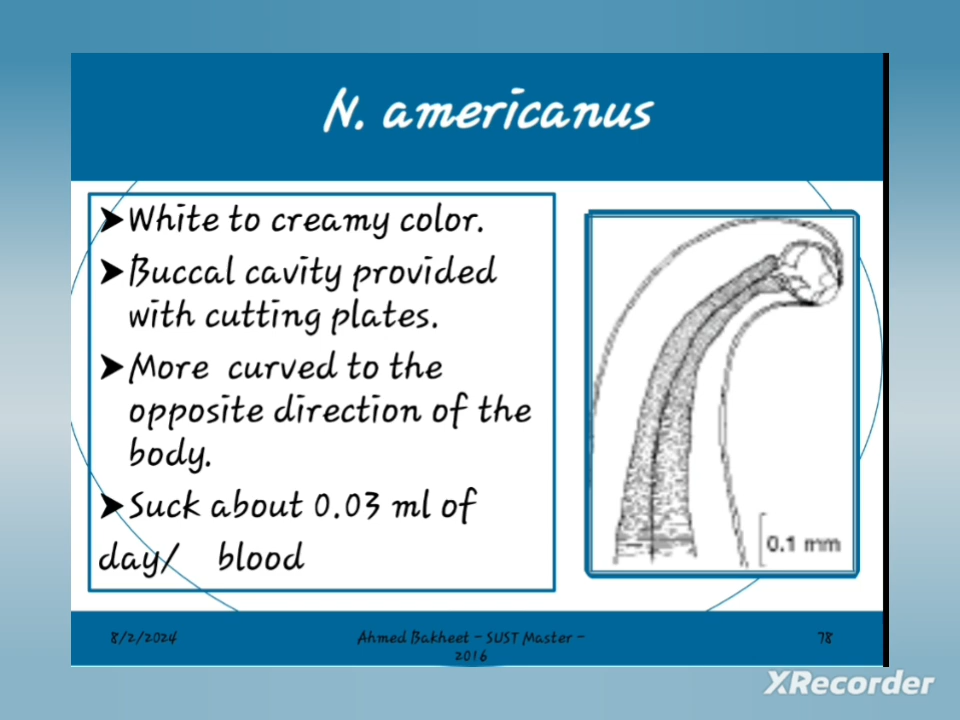 N. americanus
➤White to creamy color.
➤Buccal cavity provided
with cutting plates.
➤More curved to the
opposite direction of the
body.
➤Suck about 0.03 ml of
day/ blood
0.1 mm
8/2/2024
Ahmed Bakheet – SUST Master –
2016
78
XRecorder